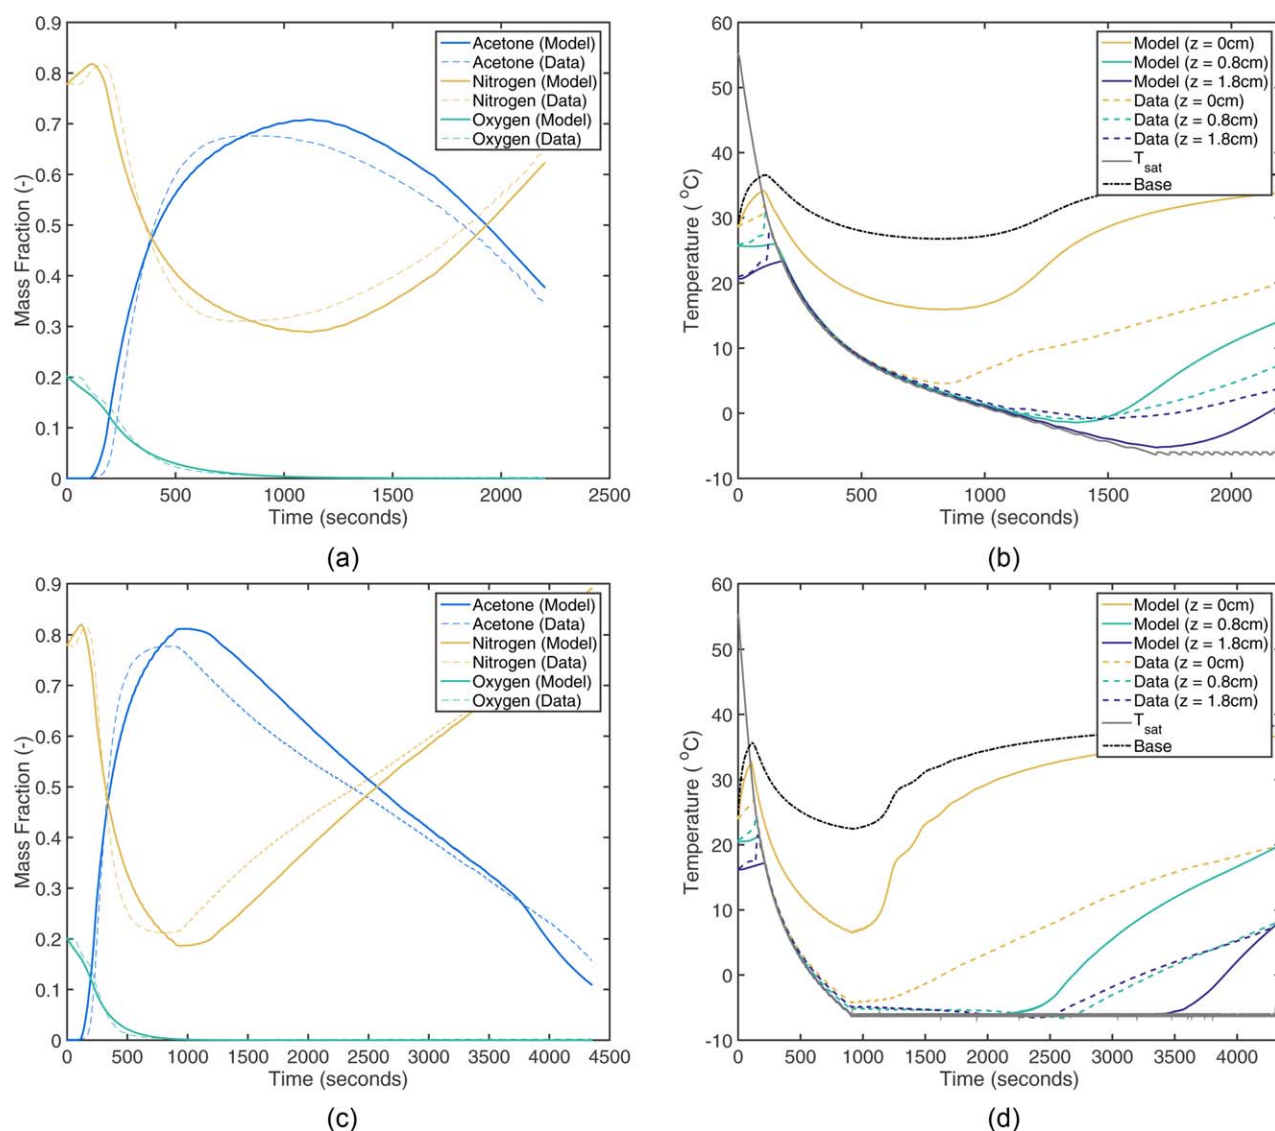 0.9
0.8
0.7
0.6
0.5
0.4
0.3
0.2
0.1
0
Mass Fraction (-)
Acetone (Model)
Acetone (Data)
Nitrogen (Model)
Nitrogen (Data)
Oxygen (Model)
Oxygen (Data)
0 500 1000 1500 2000 2500
Time (seconds)
(a)
60
50
40
30
20
10
0
-10
Temperature ( °C)
Model (z = 0cm)
Model (z = 0.8cm)
Model (z = 1.8cm)
Data (z = 0cm)
Data (z = 0.8cm)
Data (z = 1.8cm)
Tsat
Base
0 500 1000 1500 2000
Time (seconds)
(b)
0.9
0.8
0.7
0.6
0.5
0.4
0.3
0.2
0.1
0
Mass Fraction (-)
Acetone (Model)
Acetone (Data)
Nitrogen (Model)
Nitrogen (Data)
Oxygen (Model)
Oxygen (Data)
0 500 1000 1500 2000 2500 3000 3500 4000 4500
Time (seconds)
(c)
60
50
40
30
20
10
0
-10
Temperature ( °C)
Model (z = 0cm)
Model (z = 0.8cm)
Model (z = 1.8cm)
Data (z = 0cm)
Data (z = 0.8cm)
Data (z = 1.8cm)
Tsat
Base
0 500 1000 1500 2000 2500 3000 3500 4000
Time (seconds)
(d)